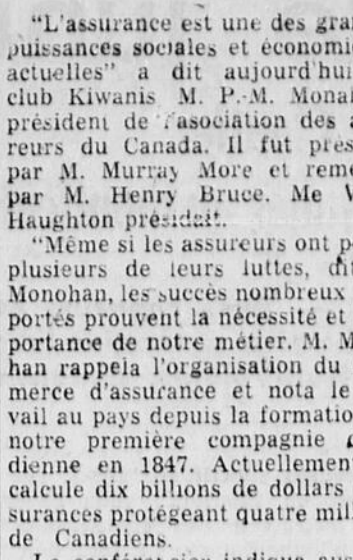 "L'assurance est une des gra
puissances sociales et économi
actuelles" a dit aujourd'hui
club Kiwanis M. P.-M. Mona
président de l'asociation des a
reurs du Canada. Il fut prés
par M. Murray More et reme
par M. Henry Bruce. Me V
Haughton présidait.
"Même si les assureurs ont p
plusieurs de leurs luttes, dit
Monohan, les succès nombreux
portés prouvent la nécessité et
portance de notre métier. M. M
han rappela l'organisation du
merce d'assurance et nota le
vail au pays depuis la formatio
notre première compagnie
dienne en 1847. Actuellemen
calcule dix billions de dollars
surances protégeant quatre mil
de Canadiens.